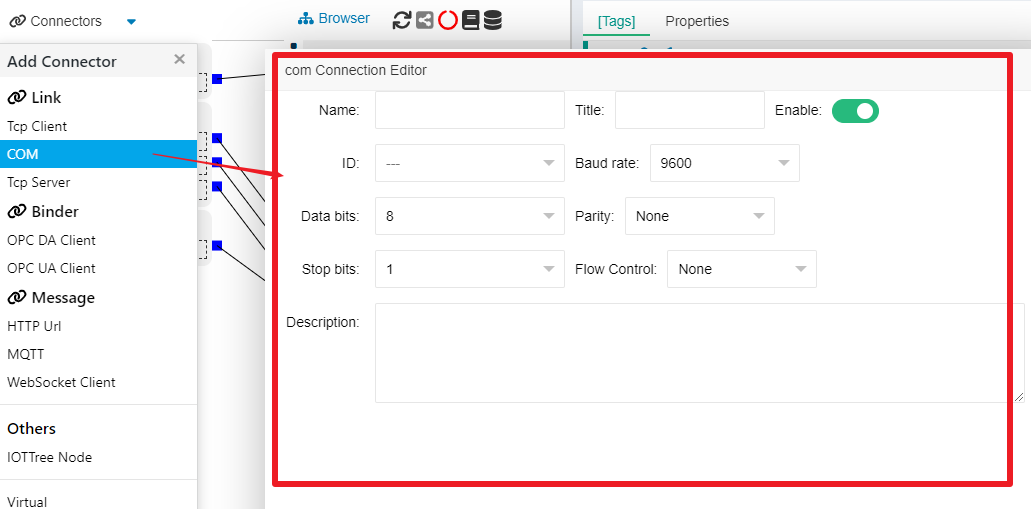 Connectors
Browser
[Tags] Properties
Add Connector ×
Link
Tcp Client
COM
Tcp Server
Binder
OPC DA Client
OPC UA Client
Message
HTTP Url
MQTT
WebSocket Client
Others
IOTTree Node
Virtual
com Connection Editor
Name: Title: Enable:
ID: --- Baud rate: 9600
Data bits: 8 Parity: None
Stop bits: 1 Flow Control: None
Description: